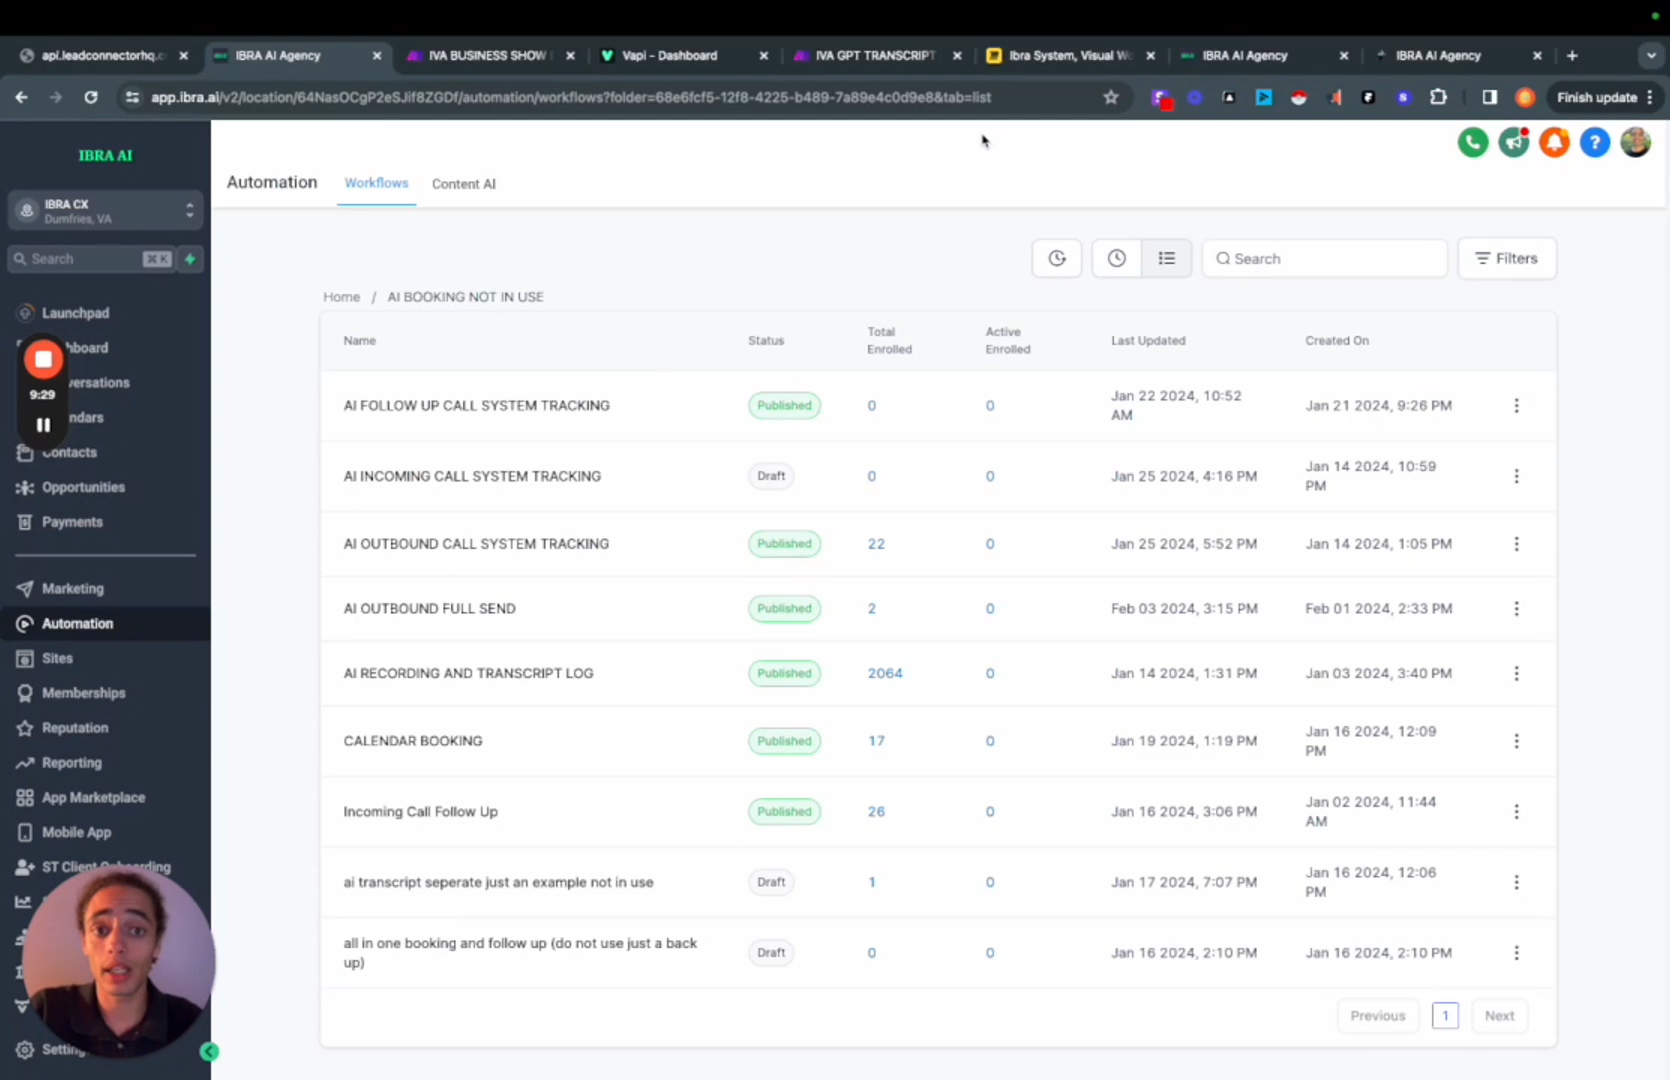 api.leadconnectorhq.c
IBRA AI Agency
IVA BUSINESS SHOW
Vapi - Dashboard
IVA GPT TRANSCRIPT
Ibra System, Visual Wo
IBRA AI Agency
IBRA AI Agency
app.ibra.ai/v2/location/64NasOCgP2eSJif8ZGDf/automation/workflows?folder=68e6fcf5-12f8-4225-b489-7a89e4c0d9e8&tab=list
Finish update
IBRA AI
IBRA CX
Dumfries, VA
Search
⌘ K
Launchpad
hboard
9:29
versations
ndars
Contacts
Opportunities
Payments
Marketing
Automation
Sites
Memberships
Reputation
Reporting
App Marketplace
Mobile App
ST Client Onboarding
Setting
Automation
Workflows
Content AI
Search
Filters
Home / AI BOOKING NOT IN USE
Name Status Total Enrolled Active Enrolled Last Updated Created On
AI FOLLOW UP CALL SYSTEM TRACKING Published 0 0 Jan 22 2024, 10:52 AM Jan 21 2024, 9:26 PM
AI INCOMING CALL SYSTEM TRACKING Draft 0 0 Jan 25 2024, 4:16 PM Jan 14 2024, 10:59 PM
AI OUTBOUND CALL SYSTEM TRACKING Published 22 0 Jan 25 2024, 5:52 PM Jan 14 2024, 1:05 PM
AI OUTBOUND FULL SEND Published 2 0 Feb 03 2024, 3:15 PM Feb 01 2024, 2:33 PM
AI RECORDING AND TRANSCRIPT LOG Published 2064 0 Jan 14 2024, 1:31 PM Jan 03 2024, 3:40 PM
CALENDAR BOOKING Published 17 0 Jan 19 2024, 1:19 PM Jan 16 2024, 12:09 PM
Incoming Call Follow Up Published 26 0 Jan 16 2024, 3:06 PM Jan 02 2024, 11:44 AM
ai transcript seperate just an example not in use Draft 1 0 Jan 17 2024, 7:07 PM Jan 16 2024, 12:06 PM
all in one booking and follow up (do not use just a back up) Draft 0 0 Jan 16 2024, 2:10 PM Jan 16 2024, 2:10 PM
Previous 1 Next